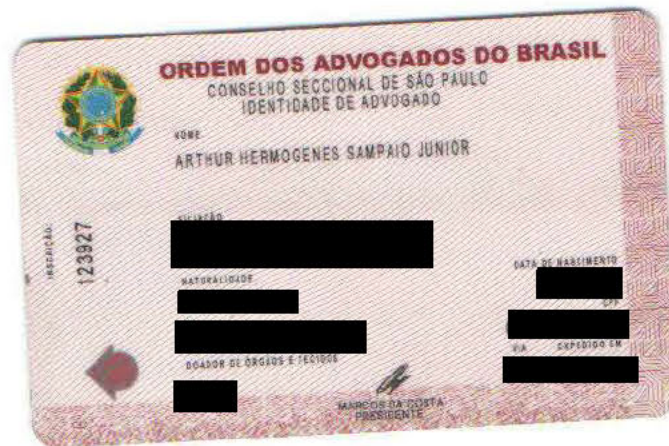 ORDEM DOS ADVOGADOS DO BRASIL
CONSELHO SECCIONAL DE SÃO PAULO
IDENTIDADE DE ADVOGADO
NOME
ARTHUR HERMOGENES SAMPAIO JUNIOR
INSCRIÇÃO:
123927
FILIAÇÃO
NATURALIDADE
DATA DE NASCIMENTO
CPF
DOADOR DE ÓRGÃOS E TECIDOS
VIA EXPEDIDO EM
MARCOS DA COSTA
PRESIDENTE